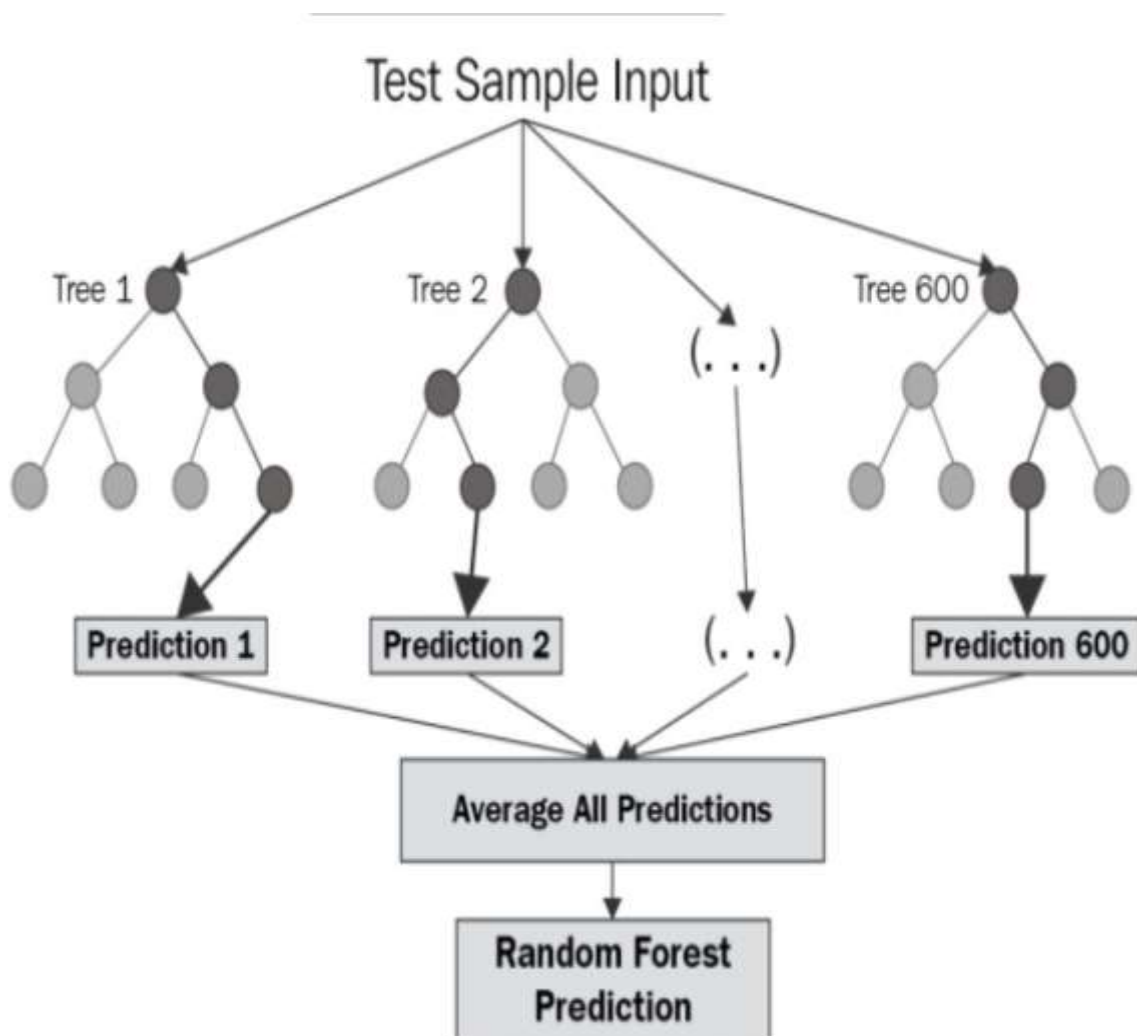 Test Sample Input
Tree 1
Tree 2
Tree 600
(. . .)
Prediction 1
Prediction 2
(. . .)
Prediction 600
Average All Predictions
Random Forest
Prediction